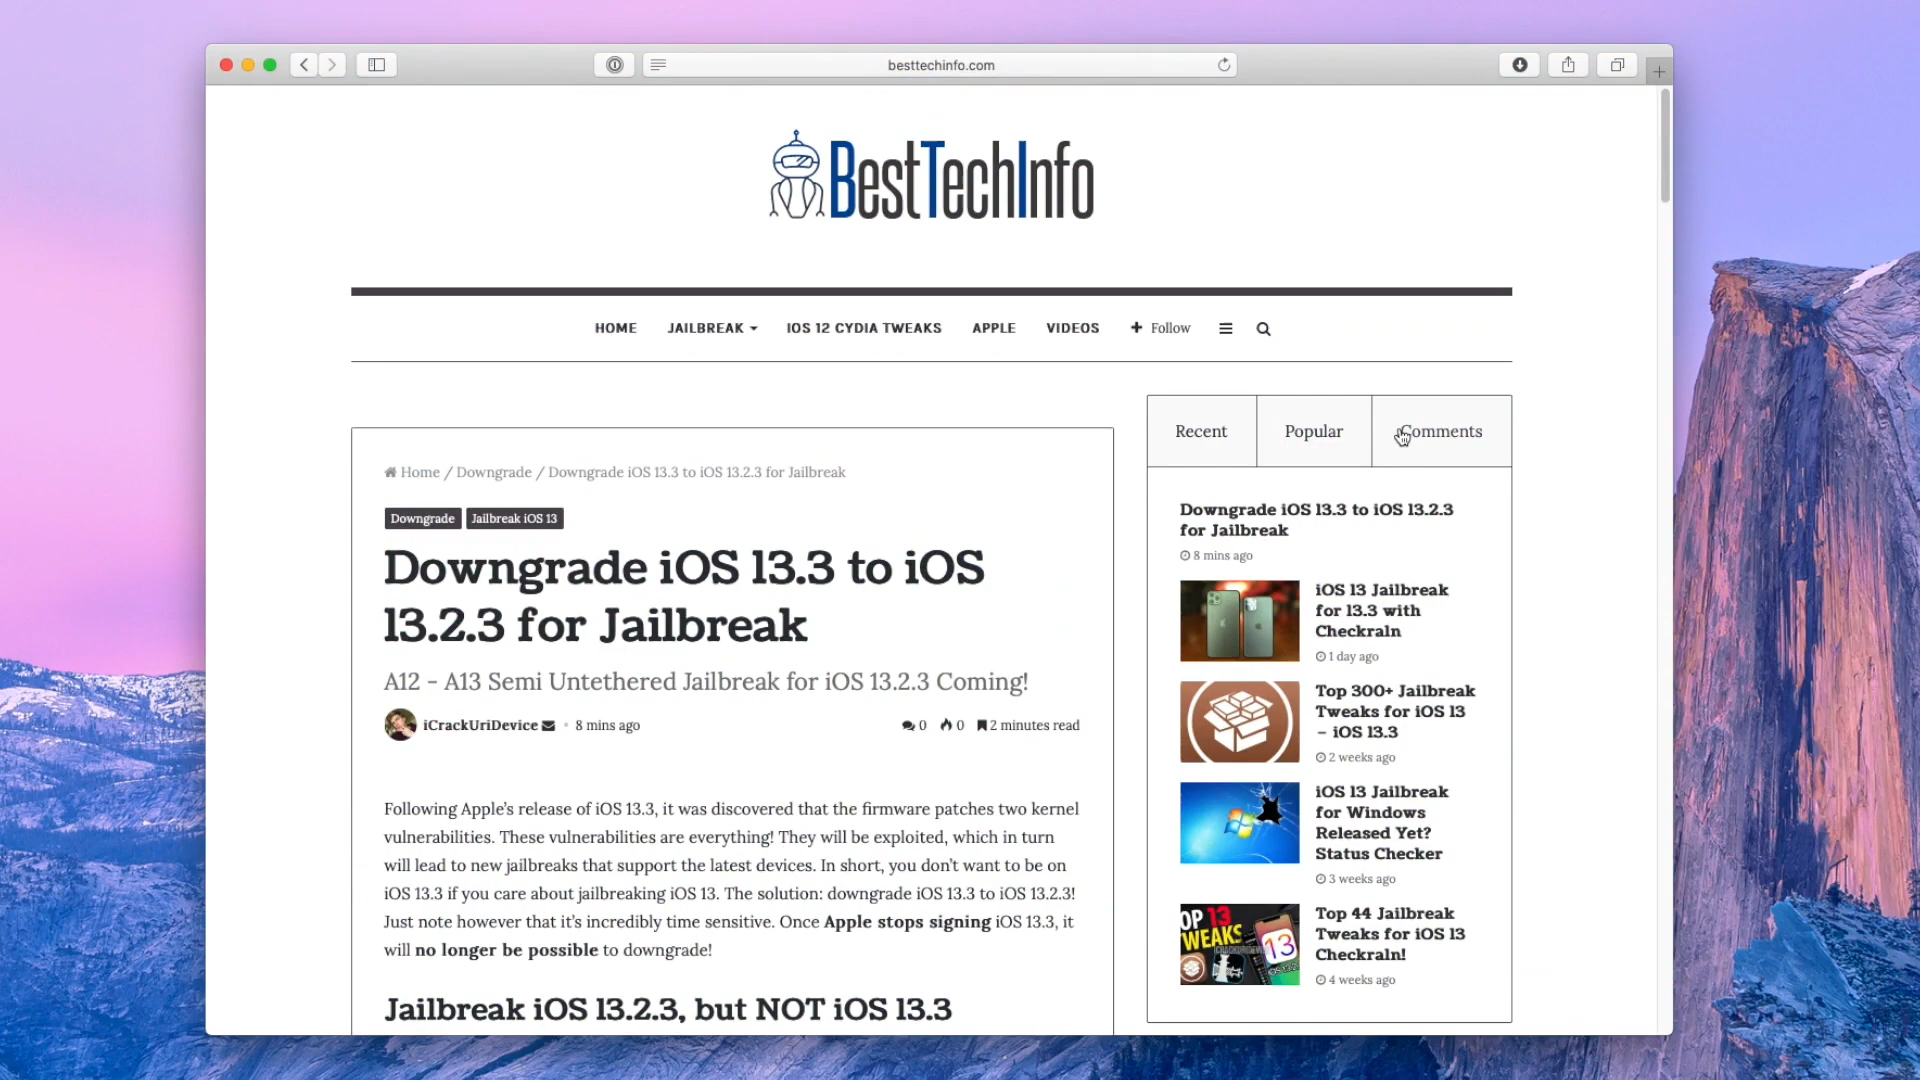 besttechinfo.com
BestTechInfo
HOME JAILBREAK IOS 12 CYDIA TWEAKS APPLE VIDEOS Follow
Recent Popular Comments
Home / Downgrade / Downgrade iOS 13.3 to iOS 13.2.3 for Jailbreak
Downgrade Jailbreak iOS 13
Downgrade iOS 13.3 to iOS
13.2.3 for Jailbreak
A12 - A13 Semi Untethered Jailbreak for iOS 13.2.3 Coming!
iCrackUriDevice • 8 mins ago 0 0 2 minutes read
Following Apple's release of iOS 13.3, it was discovered that the firmware patches two kernel
vulnerabilities. These vulnerabilities are everything! They will be exploited, which in turn
will lead to new jailbreaks that support the latest devices. In short, you don't want to be on
iOS 13.3 if you care about jailbreaking iOS 13. The solution: downgrade iOS 13.3 to iOS 13.2.3!
Just note however that it's incredibly time sensitive. Once Apple stops signing iOS 13.3, it
will no longer be possible to downgrade!
Jailbreak iOS 13.2.3, but NOT iOS 13.3
Downgrade iOS 13.3 to iOS 13.2.3
for Jailbreak
8 mins ago
iOS 13 Jailbreak
for 13.3 with
Checkra1n
1 day ago
Top 300+ Jailbreak
Tweaks for iOS 13
– iOS 13.3
2 weeks ago
iOS 13 Jailbreak
for Windows
Released Yet?
Status Checker
3 weeks ago
OP 13
TWEAKS
13
Top 44 Jailbreak
Tweaks for iOS 13
Checkra1n!
4 weeks ago